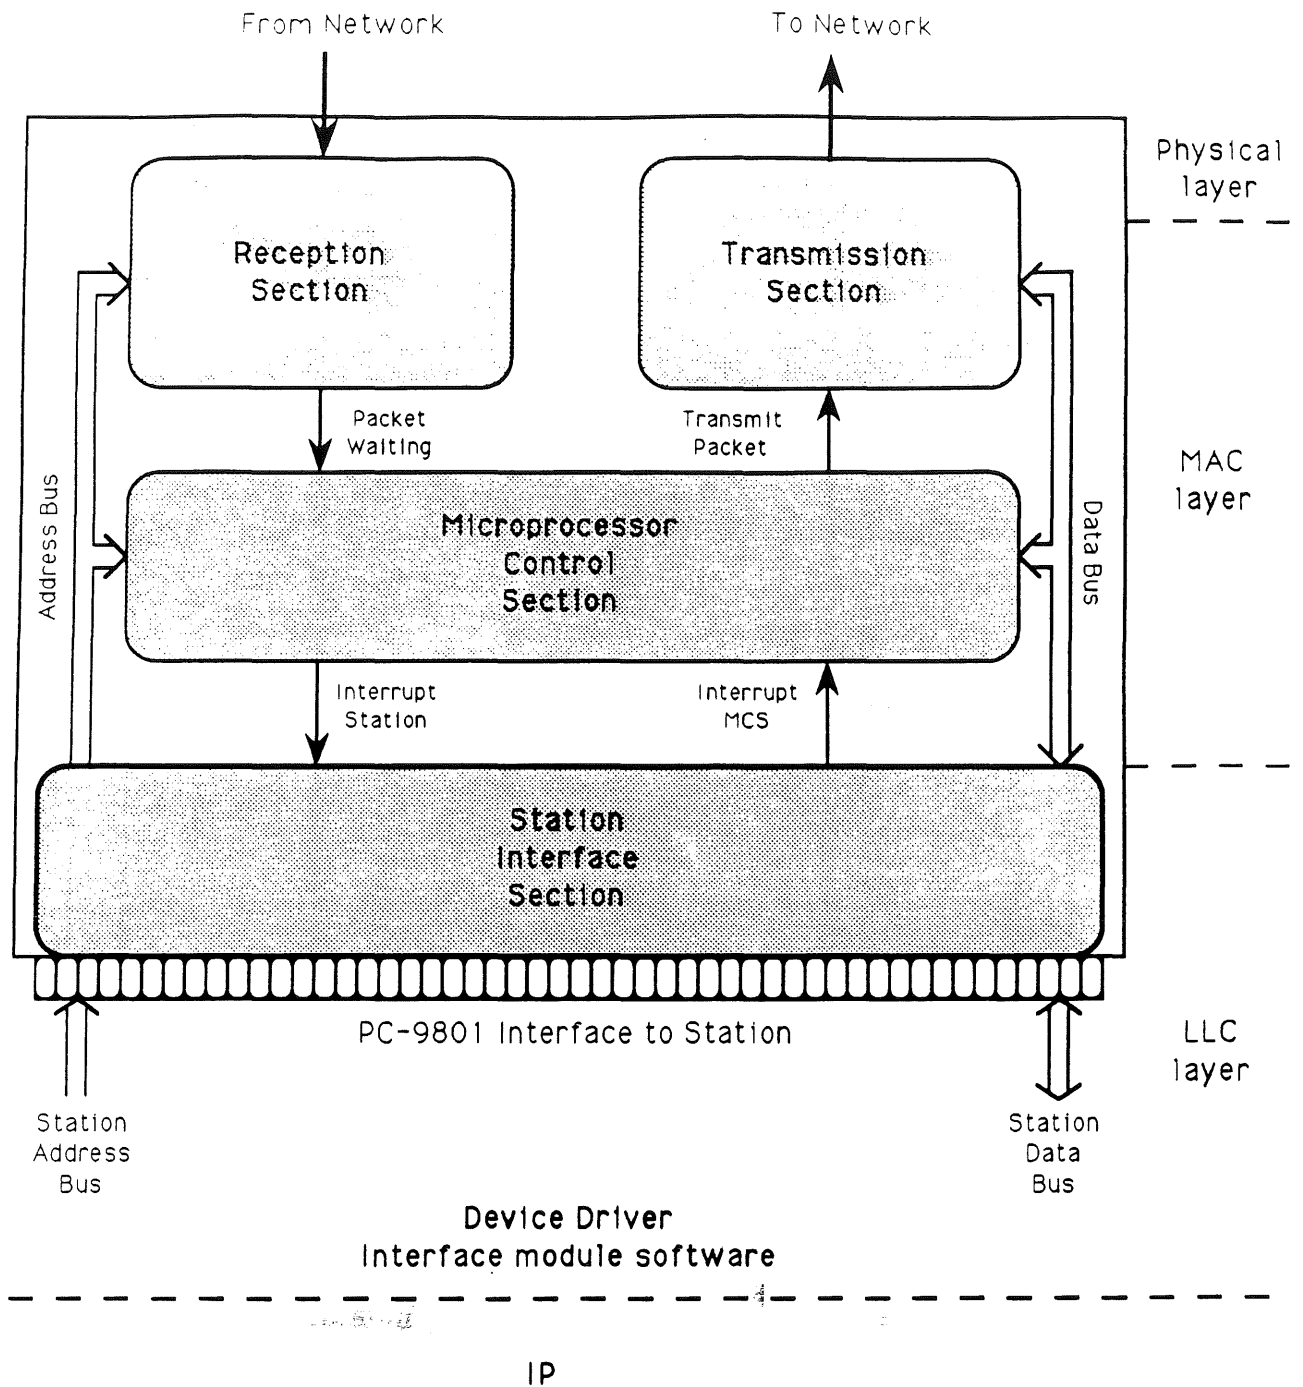 From Network
To Network
Physical
layer
Reception
Section
Transmission
Section
Packet
Waiting
Transmit
Packet
MAC
layer
Address Bus
Data Bus
Microprocessor
Control
Section
Interrupt
Station
Interrupt
MCS
Station
Interface
Section
PC-9801 Interface to Station
LLC
layer
Station
Address
Bus
Station
Data
Bus
Device Driver
Interface module software
IP